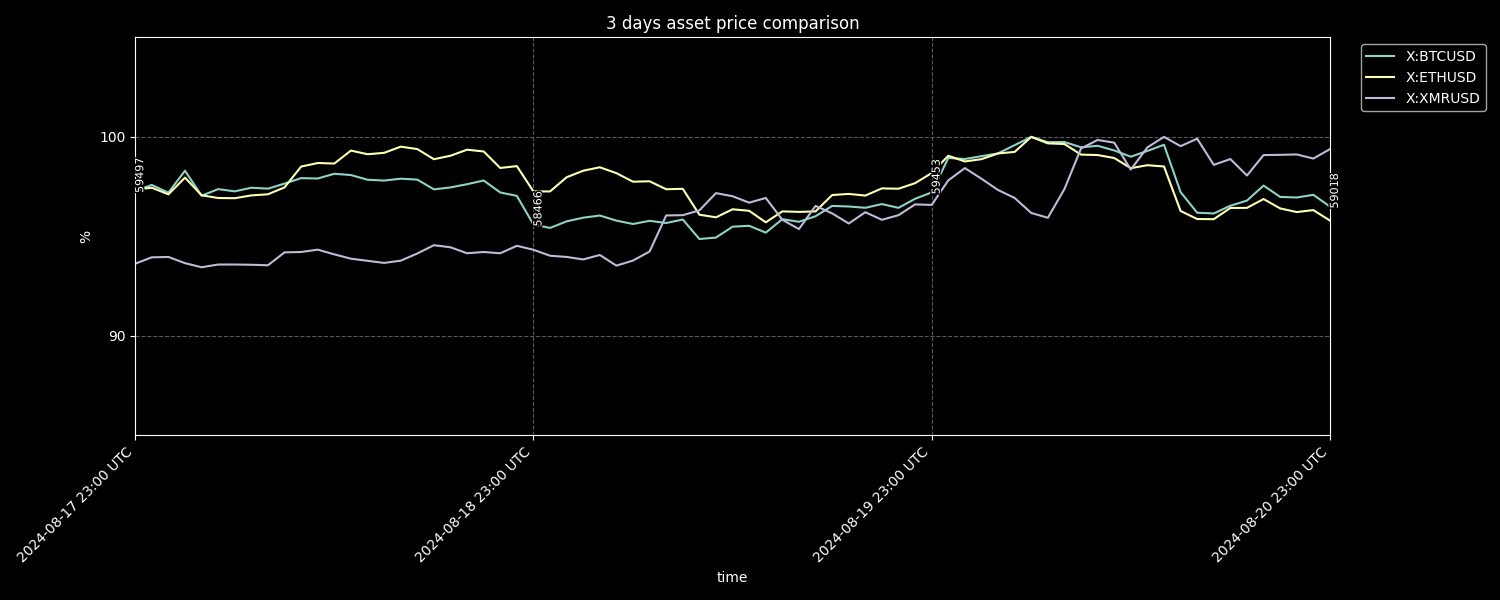 3 days asset price comparison
X:BTCUSD
X:ETHUSD
X:XMRUSD
100
59497
59453
59018
58466
%
90
2024-08-17 23:00 UTC
2024-08-18 23:00 UTC
2024-08-19 23:00 UTC
2024-08-20 23:00 UTC
time